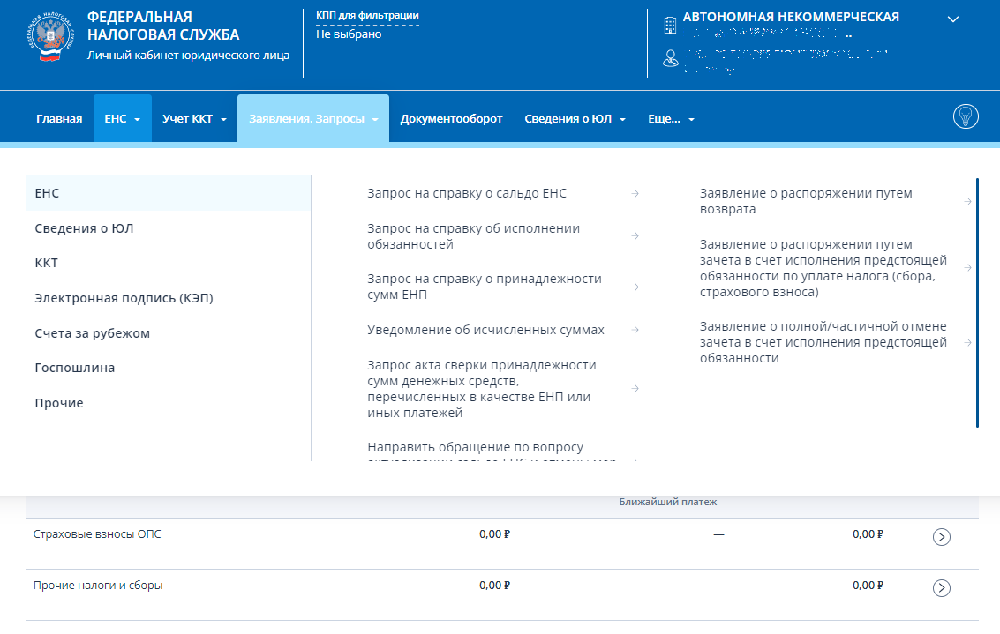 ФЕДЕРАЛЬНАЯ
НАЛОГОВАЯ СЛУЖБА
Личный кабинет юридического лица
КПП для фильтрации
Не выбрано
АВТОНОМНАЯ НЕКОММЕРЧЕСКАЯ
Главная
ЕНС
Учет ККТ
Заявления. Запросы
Документооборот
Сведения о ЮЛ
Еще...
ЕНС
Сведения о ЮЛ
ККТ
Электронная подпись (КЭП)
Счета за рубежом
Госпошлина
Прочие
Запрос на справку о сальдо ЕНС
Запрос на справку об исполнении
обязанностей
Запрос на справку о принадлежности
сумм ЕНП
Уведомление об исчисленных суммах
Запрос акта сверки принадлежности
сумм денежных средств,
перечисленных в качестве ЕНП или
иных платежей
Направить обращение по вопросу
актуализации сальдо ЕНС и отмены мер
Заявление о распоряжении путем
возврата
Заявление о распоряжении путем
зачета в счет исполнения предстоящей
обязанности по уплате налога (сбора,
страхового взноса)
Заявление о полной/частичной отмене
зачета в счет исполнения предстоящей
обязанности
Ближайший платеж
Страховые взносы ОПС 0,00 ₽ — 0,00 ₽
Прочие налоги и сборы 0,00 ₽ — 0,00 ₽